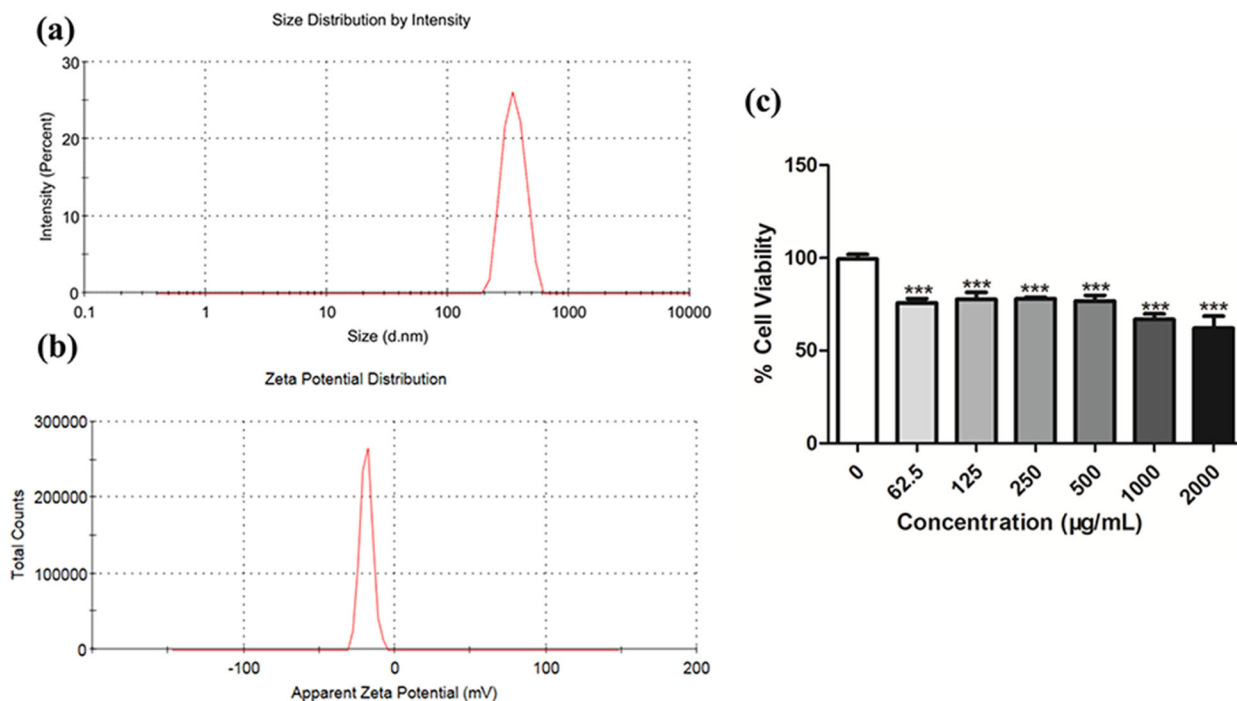 (a)
Size Distribution by Intensity
30
20
10
0
Intensity (Percent)
0.1 1 10 100 1000 10000
Size (d.nm)
(b)
Zeta Potential Distribution
300000
200000
100000
0
Total Counts
-100 0 100 200
Apparent Zeta Potential (mV)
(c)
150
100
50
0
% Cell Viability
*** *** *** *** *** ***
0 62.5 125 250 500 1000 2000
Concentration (µg/mL)